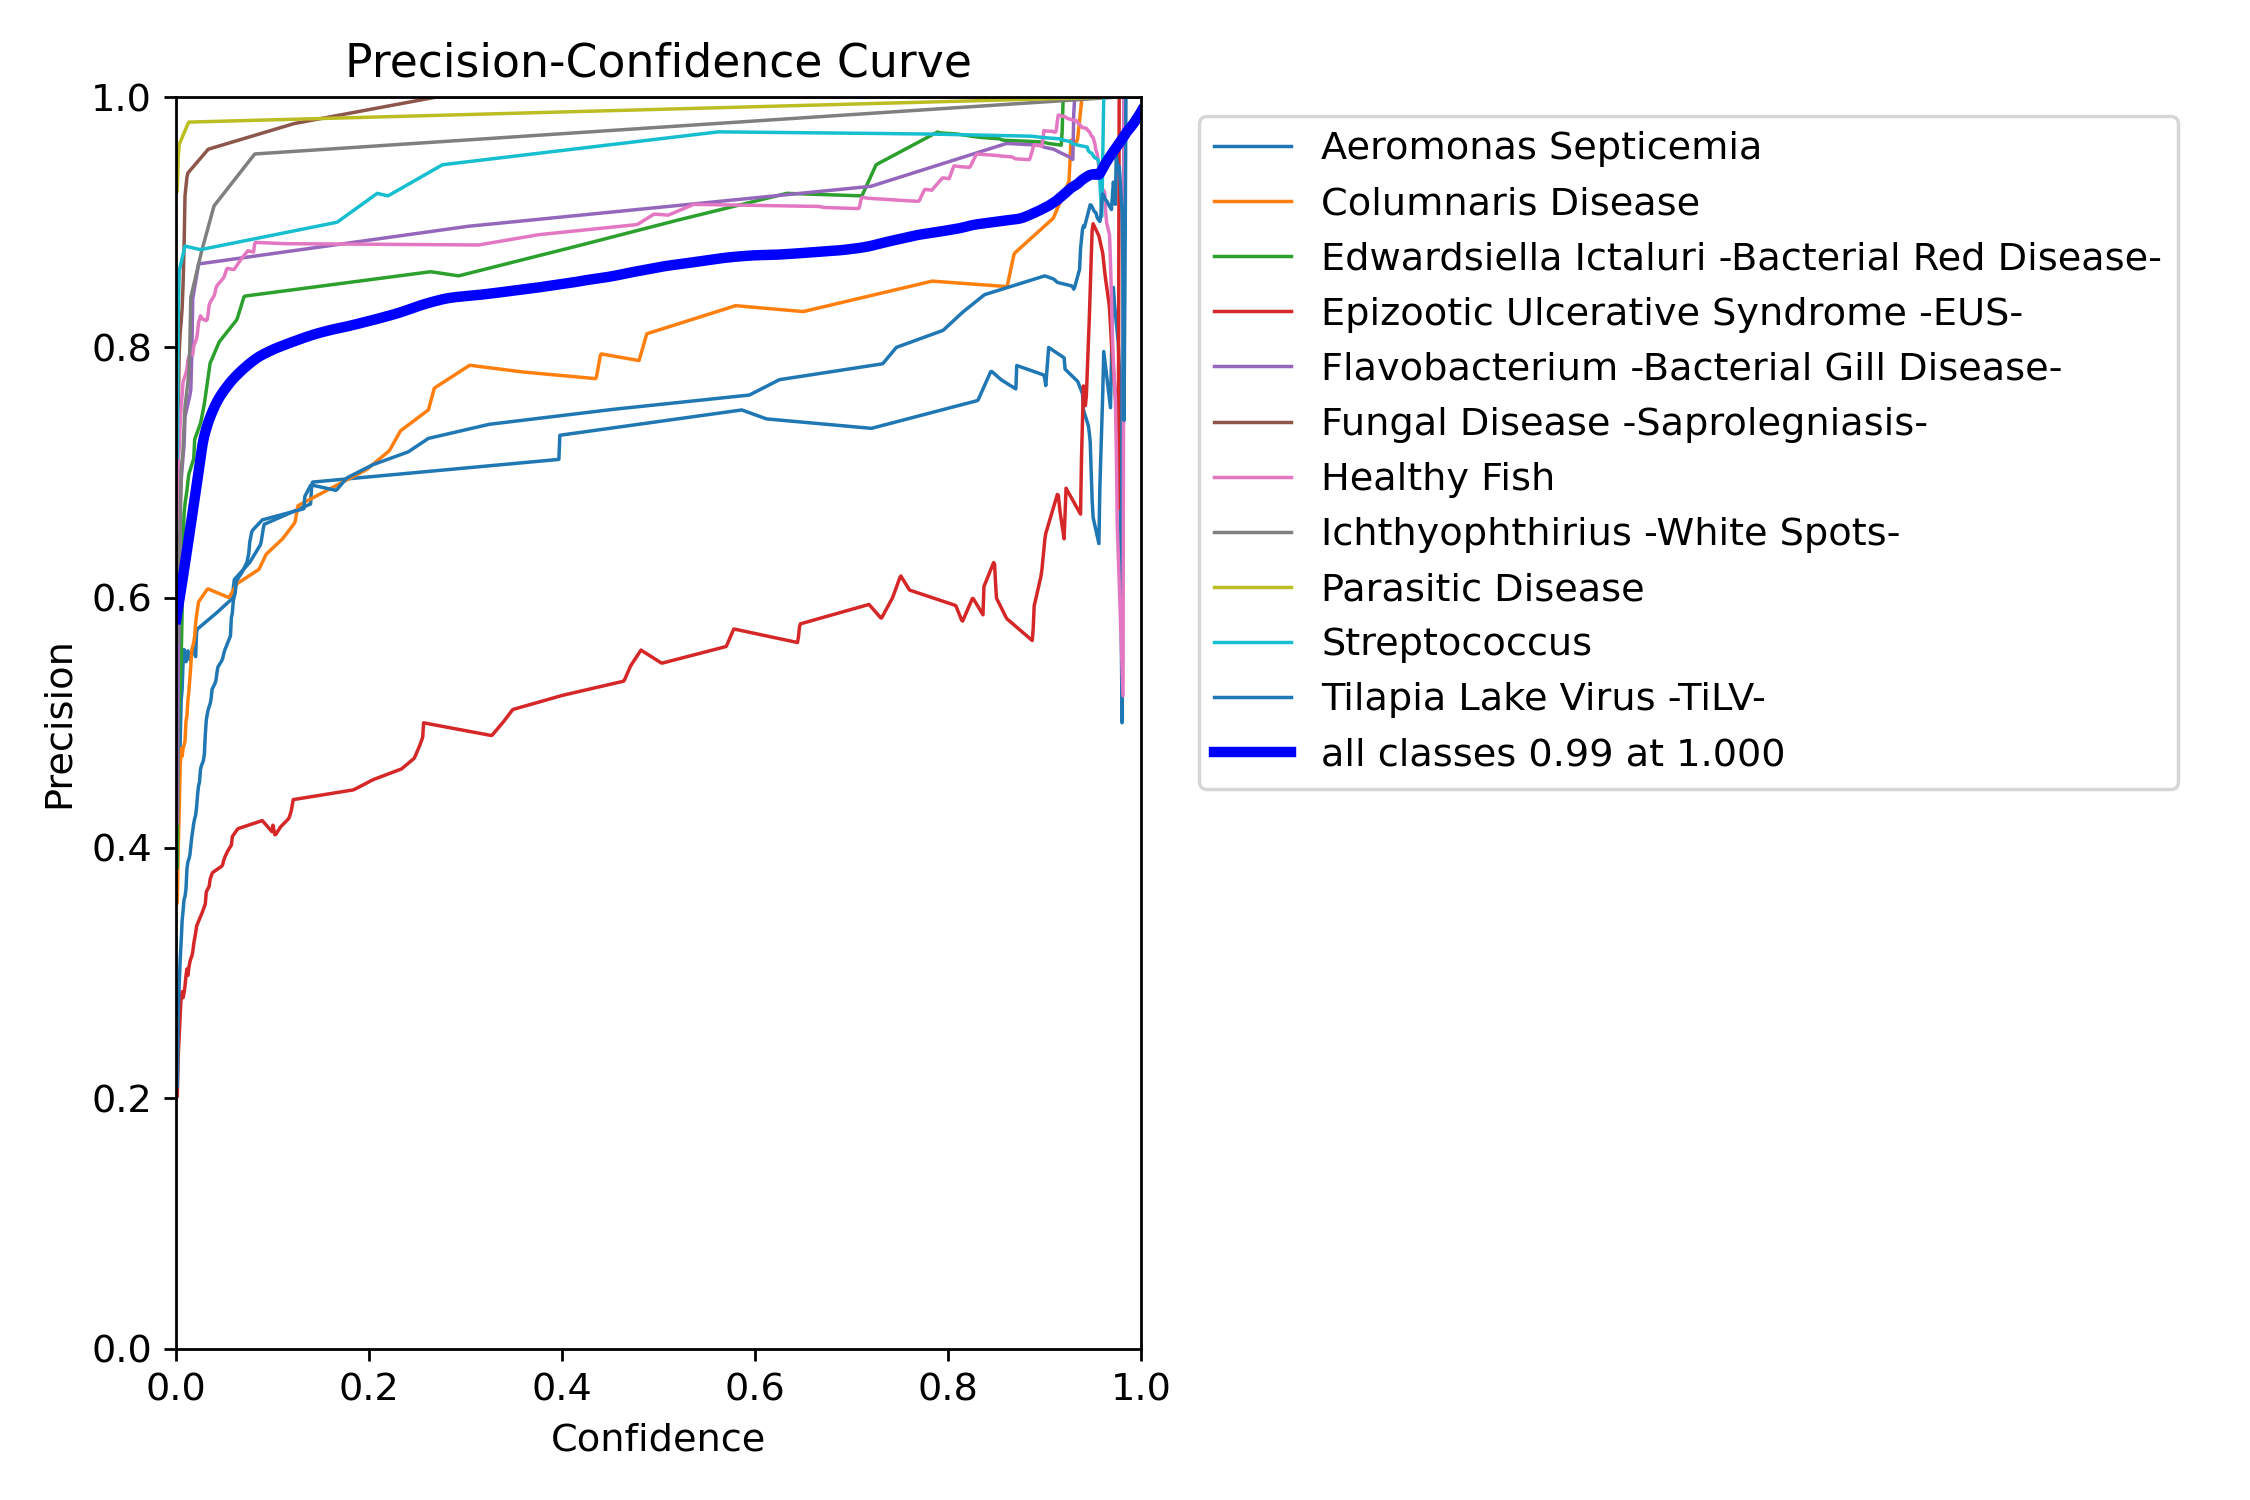 Precision-Confidence Curve
1.0
0.8
0.6
0.4
0.2
0.0
Precision
0.0 0.2 0.4 0.6 0.8 1.0
Confidence
Aeromonas Septicemia
Columnaris Disease
Edwardsiella Ictaluri -Bacterial Red Disease-
Epizootic Ulcerative Syndrome -EUS-
Flavobacterium -Bacterial Gill Disease-
Fungal Disease -Saprolegniasis-
Healthy Fish
Ichthyophthirius -White Spots-
Parasitic Disease
Streptococcus
Tilapia Lake Virus -TiLV-
all classes 0.99 at 1.000